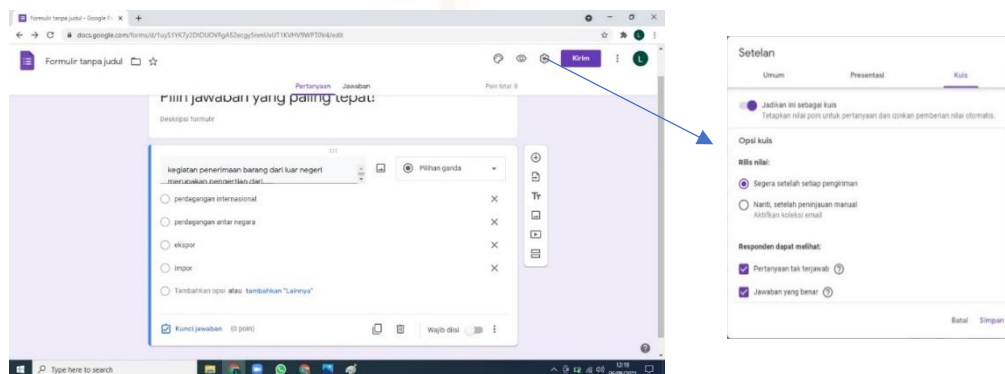 Formulir tanpa judul - Google Fo
docs.google.com/forms/
Formulir tanpa judul
Kirim
L
Pertanyaan Jawaban
Poin total: 0
Pilih jawaban yang paling tepat!
Deskripsi formulir
kegiatan penerimaan barang dari luar negeri
merupakan pengertian dari
Pilihan ganda
perdagangan internasional
perdagangan antar negara
ekspor
impor
Tambahkan opsi atau tambahkan "Lainnya"
Kunci jawaban (0 poin)
Wajib diisi
Type here to search
12:19
Setelan
Umum Presentasi Kuis
Jadikan ini sebagai kuis
Tetapkan nilai poin untuk pertanyaan dan izinkan pemberian nilai otomatis.
Opsi kuis
Rilis nilai:
Segera setelah setiap pengiriman
Nanti, setelah peninjauan manual
Aktifkan koleksi email
Responden dapat melihat:
Pertanyaan tak terjawab
Jawaban yang benar
Batal Simpan